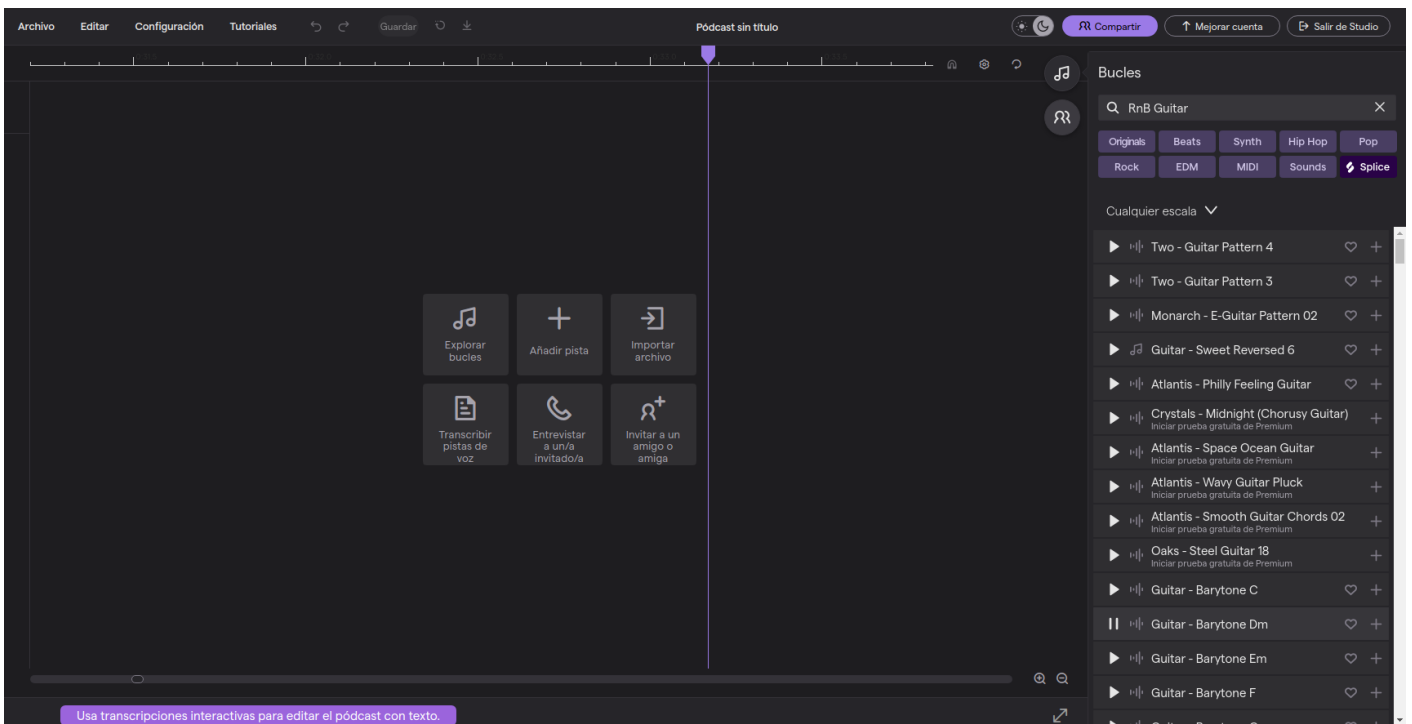 Archivo Editar Configuración Tutoriales Guardar Pódcast sin título Compartir Mejorar cuenta Salir de Studio
Bucles
RnB Guitar
Originals Beats Synth Hip Hop Pop
Rock EDM MIDI Sounds Splice
Cualquier escala
Two - Guitar Pattern 4
Two - Guitar Pattern 3
Monarch - E-Guitar Pattern 02
Guitar - Sweet Reversed 6
Atlantis - Philly Feeling Guitar
Crystals - Midnight (Chorusy Guitar)
Iniciar prueba gratuita de Premium
Atlantis - Space Ocean Guitar
Iniciar prueba gratuita de Premium
Atlantis - Wavy Guitar Pluck
Iniciar prueba gratuita de Premium
Atlantis - Smooth Guitar Chords 02
Iniciar prueba gratuita de Premium
Oaks - Steel Guitar 18
Iniciar prueba gratuita de Premium
Guitar - Barytone C
Guitar - Barytone Dm
Guitar - Barytone Em
Guitar - Barytone F
Explorar
bucles
Añadir pista
Importar
archivo
Transcribir
pistas de
voz
Entrevistar
a un/a
invitado/a
Invitar a un
amigo o
amiga
Usa transcripciones interactivas para editar el pódcast con texto.